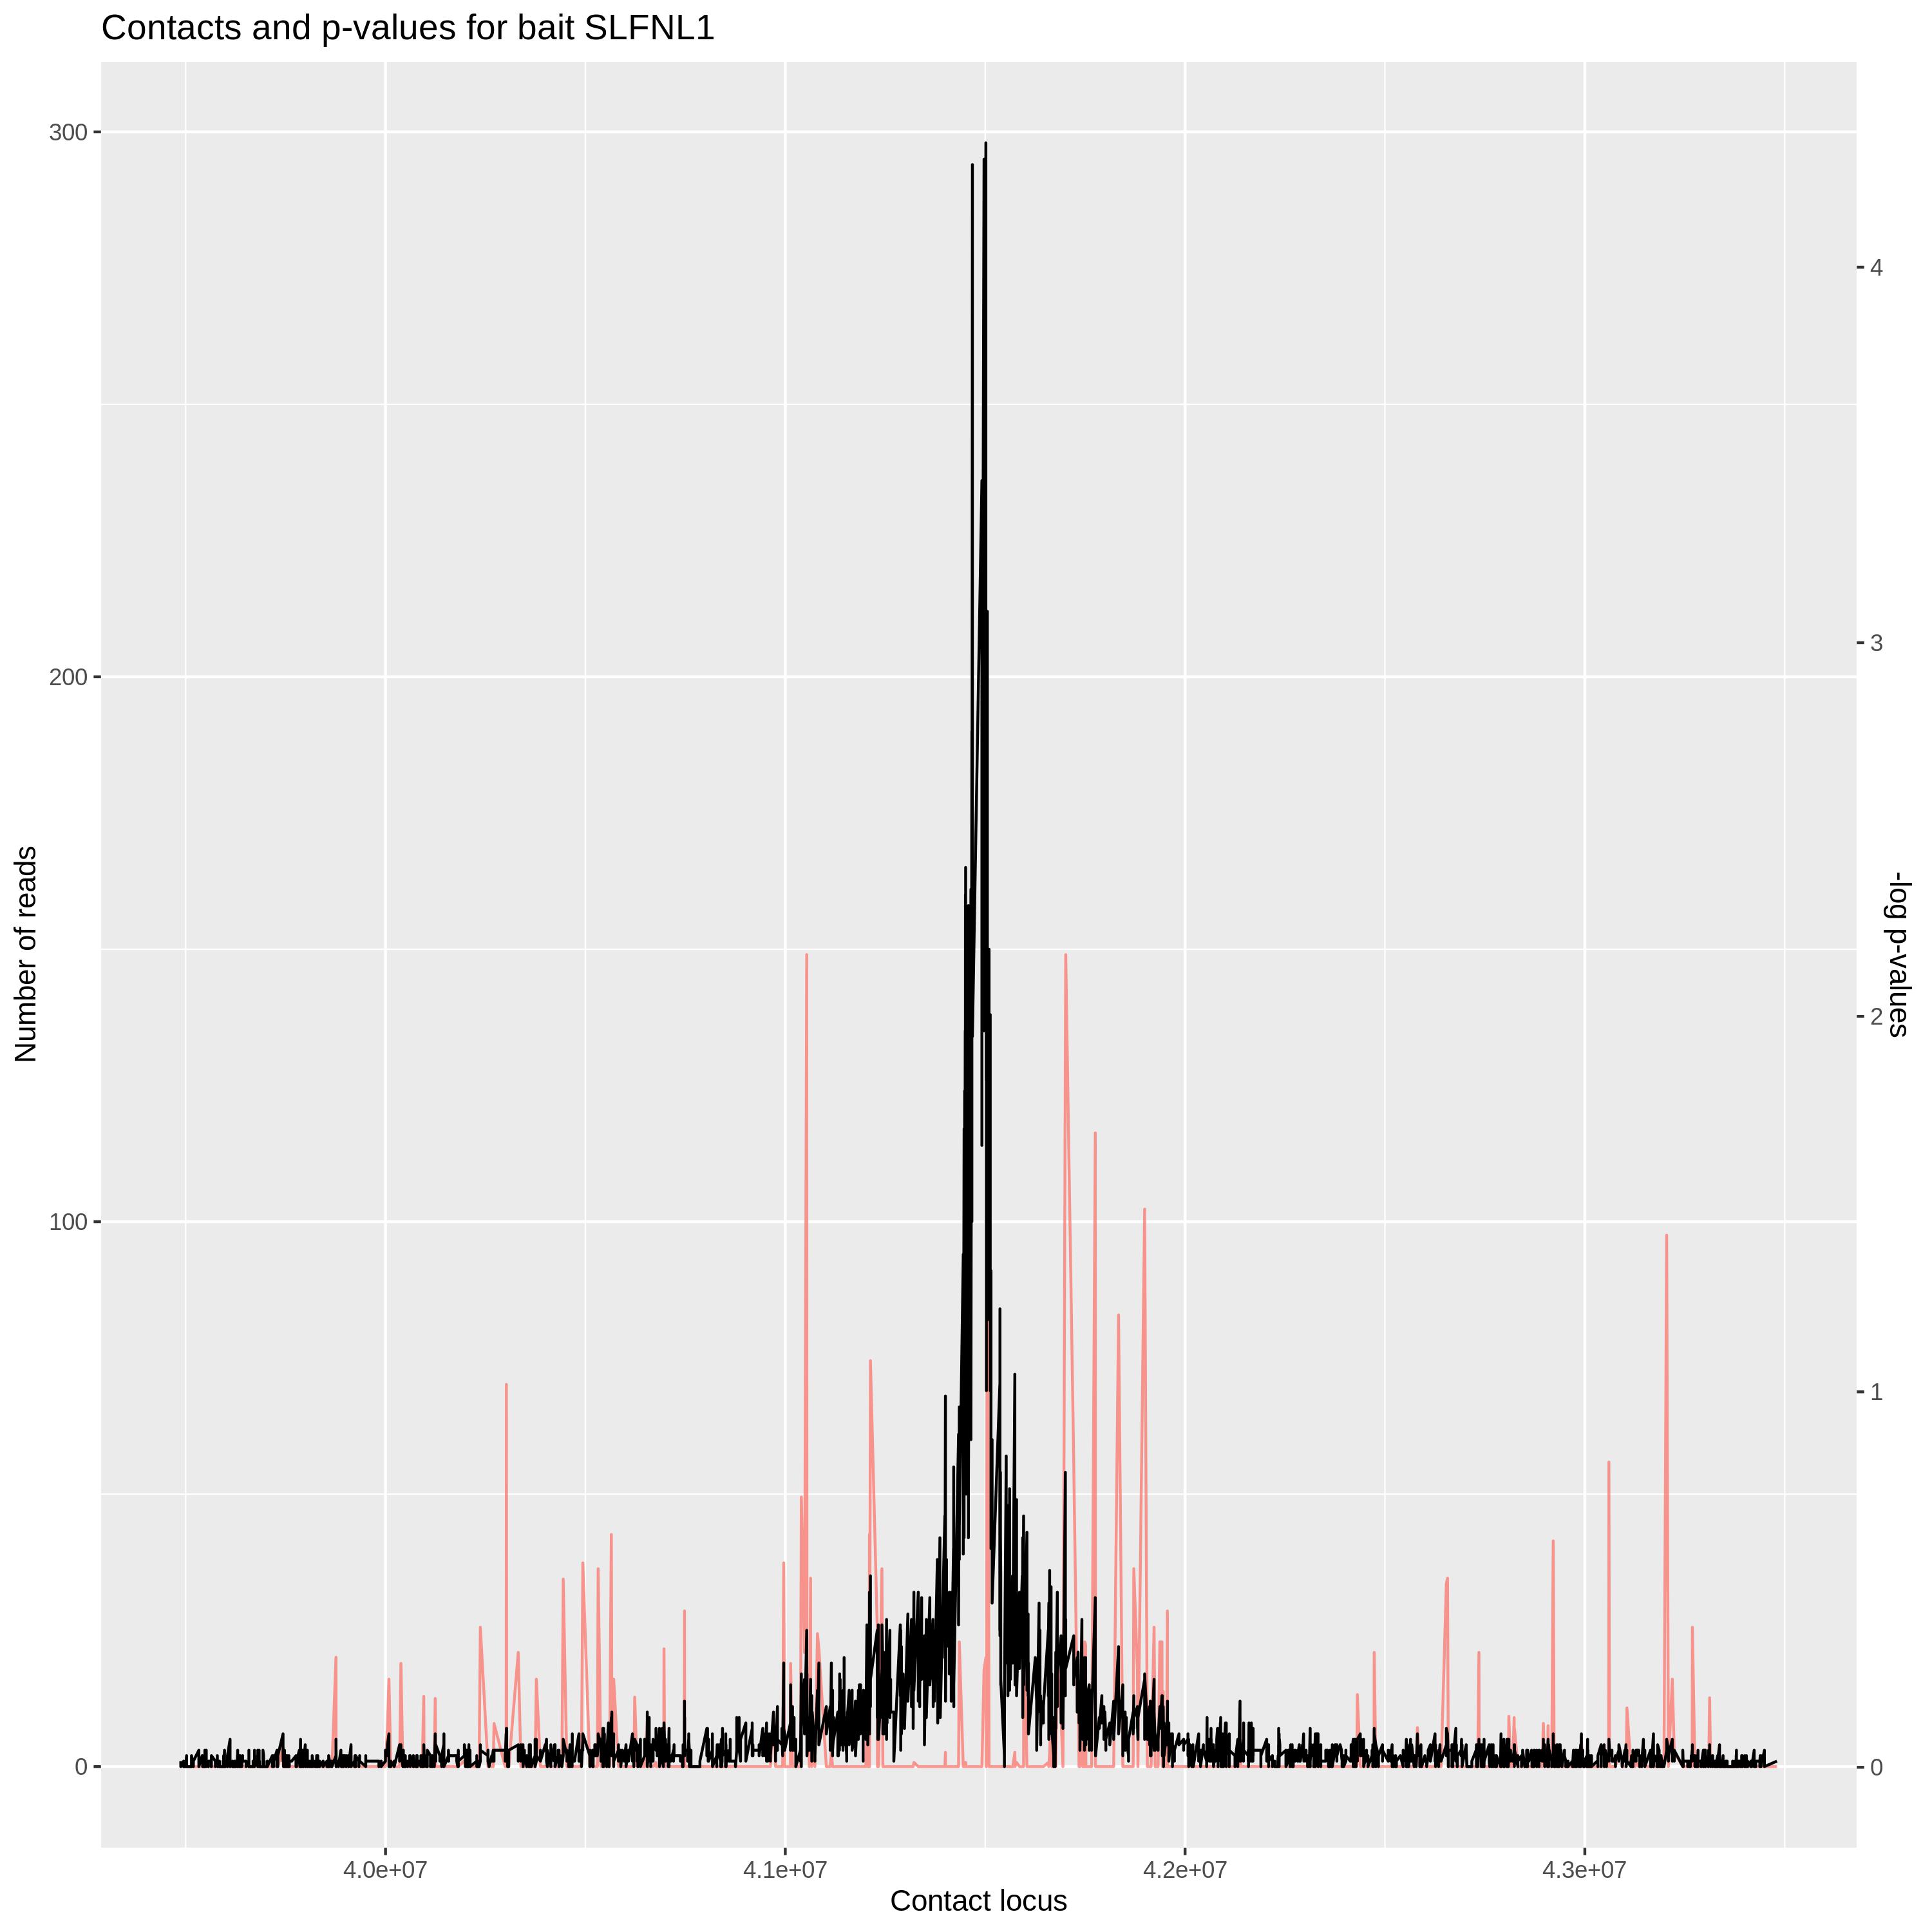 Contacts and p-values for bait SLFNL1
300
200
100
0
Number of reads
4
3
2
1
0
-log p-values
4.0e+07
4.1e+07
4.2e+07
4.3e+07
Contact locus